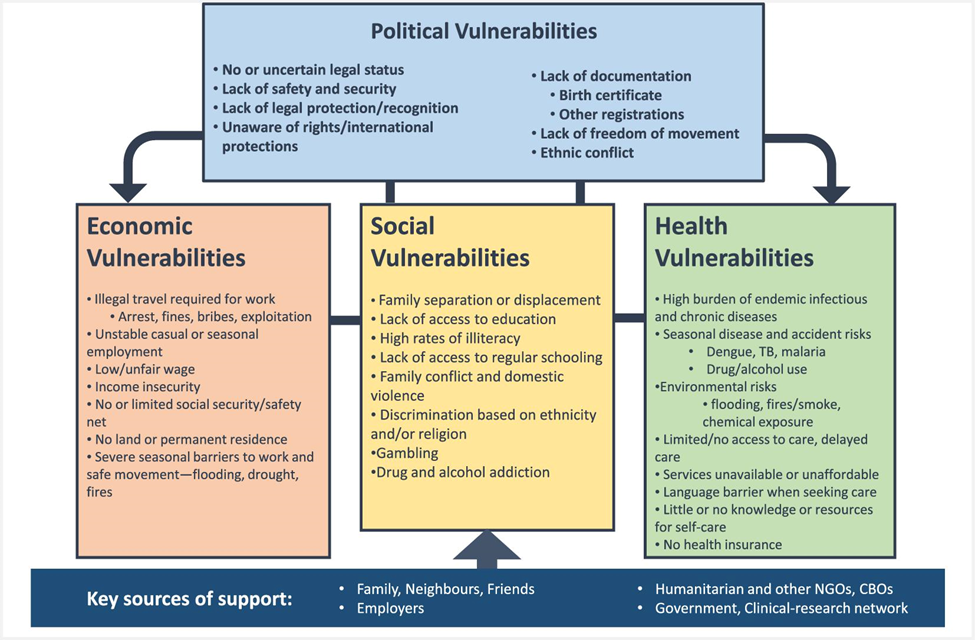 Political Vulnerabilities
• No or uncertain legal status
• Lack of safety and security
• Lack of legal protection/recognition
• Unaware of rights/international
protections
• Lack of documentation
• Birth certificate
• Other registrations
• Lack of freedom of movement
• Ethnic conflict
Economic
Vulnerabilities
• Illegal travel required for work
• Arrest, fines, bribes, exploitation
• Unstable casual or seasonal
employment
• Low/unfair wage
• Income insecurity
• No or limited social security/safety
net
• No land or permanent residence
• Severe seasonal barriers to work and
safe movement—flooding, drought,
fires
Social
Vulnerabilities
• Family separation or displacement
• Lack of access to education
• High rates of illiteracy
• Lack of access to regular schooling
• Family conflict and domestic
violence
• Discrimination based on ethnicity
and/or religion
•Gambling
•Drug and alcohol addiction
Health
Vulnerabilities
• High burden of endemic infectious
and chronic diseases
• Seasonal disease and accident risks
• Dengue, TB, malaria
• Drug/alcohol use
•Environmental risks
• flooding, fires/smoke,
chemical exposure
• Limited/no access to care, delayed
care
• Services unavailable or unaffordable
• Language barrier when seeking care
• Little or no knowledge or resources
for self-care
• No health insurance
Key sources of support:
• Family, Neighbours, Friends
• Employers
• Humanitarian and other NGOs, CBOs
• Government, Clinical-research network